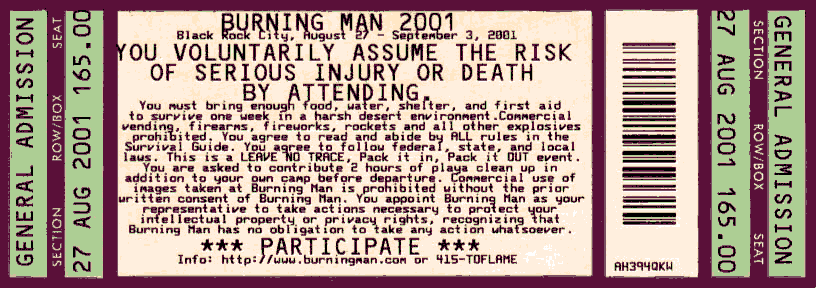 GENERAL ADMISSION
SECTION ROW/BOX SEAT
27 AUG 2001 165.00
BURNING MAN 2001
Black Rock City, August 27 - September 3, 2001
YOU VOLUNTARILY ASSUME THE RISK
OF SERIOUS INJURY OR DEATH
BY ATTENDING.
You must bring enough food, water, shelter, and first aid
to survive one week in a harsh desert environment.Commercial
vending, firearms, fireworks, rockets and all other explosives
prohibited. You agree to read and abide by ALL rules in the
Survival Guide. You agree to follow federal, state, and local
laws. This is a LEAVE NO TRACE, Pack it in, Pack it OUT event.
You are asked to contribute 2 hours of playa clean up in
addition to your own camp before departure. Commercial use of
images taken at Burning Man is prohibited without the prior
written consent of Burning Man. You appoint Burning Man as your
representative to take actions necessary to protect your
intellectual property or privacy rights, recognizing that
Burning Man has no obligation to take any action whatsoever.
*** PARTICIPATE ***
Info: http://www.burningman.com or 415-TOFLAME
AH394QKW
27 AUG 2001 165.00
SECTION ROW/BOX SEAT
GENERAL ADMISSION